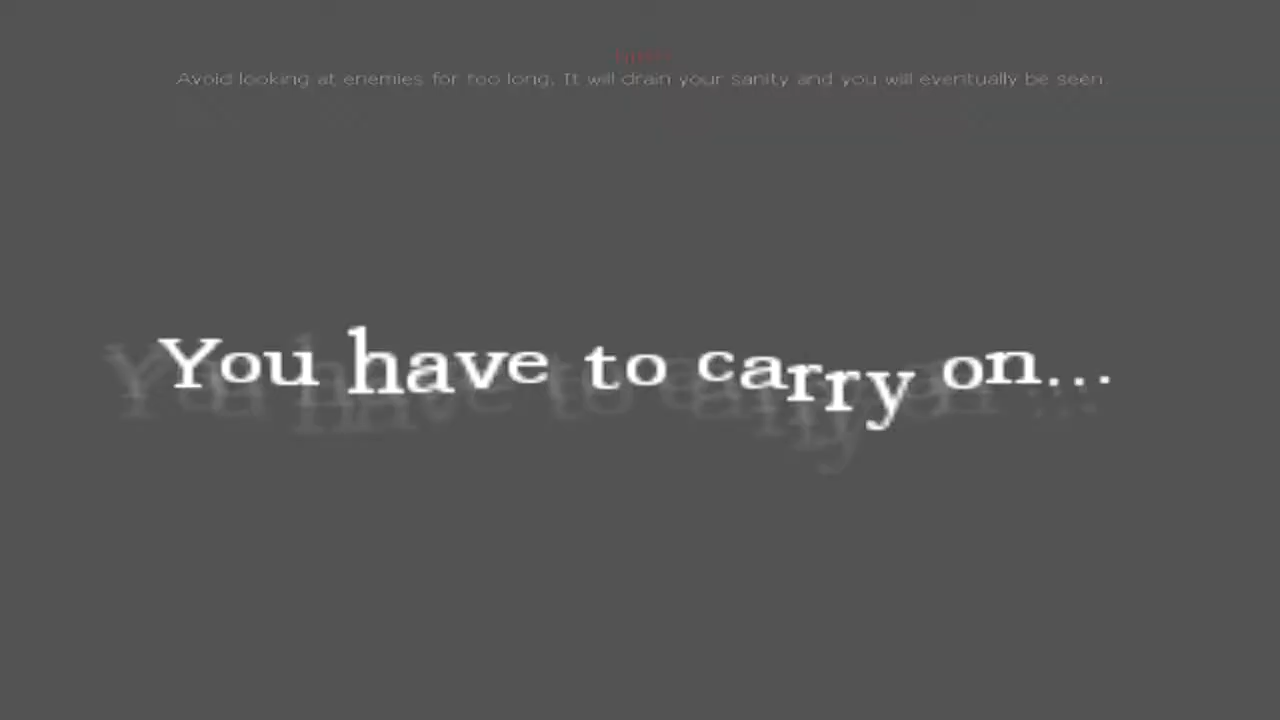 Avoid looking at enemies for too long. It will drain your sanity and you will eventually be seen.
You have to carry on...